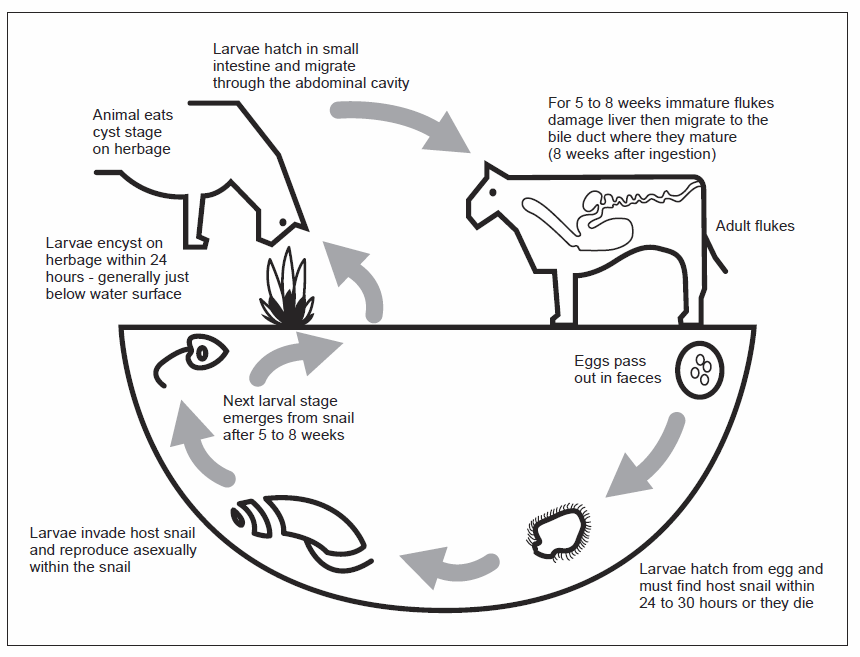 Larvae hatch in small
intestine and migrate
through the abdominal cavity
Animal eats
cyst stage
on herbage
For 5 to 8 weeks immature flukes
damage liver then migrate to the
bile duct where they mature
(8 weeks after ingestion)
Adult flukes
Larvae encyst on
herbage within 24
hours - generally just
below water surface
Eggs pass
out in faeces
Next larval stage
emerges from snail
after 5 to 8 weeks
Larvae invade host snail
and reproduce asexually
within the snail
Larvae hatch from egg and
must find host snail within
24 to 30 hours or they die